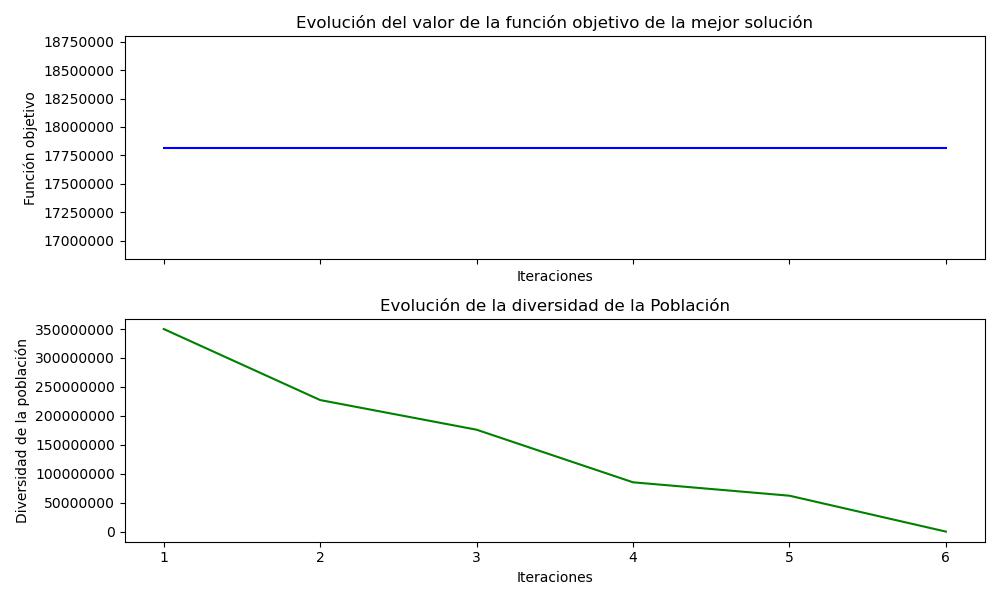 Evolución del valor de la función objetivo de la mejor solución
18750000
18500000
18250000
18000000
17750000
17500000
17250000
17000000
Función objetivo
Iteraciones
Evolución de la diversidad de la Población
350000000
300000000
250000000
200000000
150000000
100000000
50000000
0
Diversidad de la población
1 2 3 4 5 6
Iteraciones